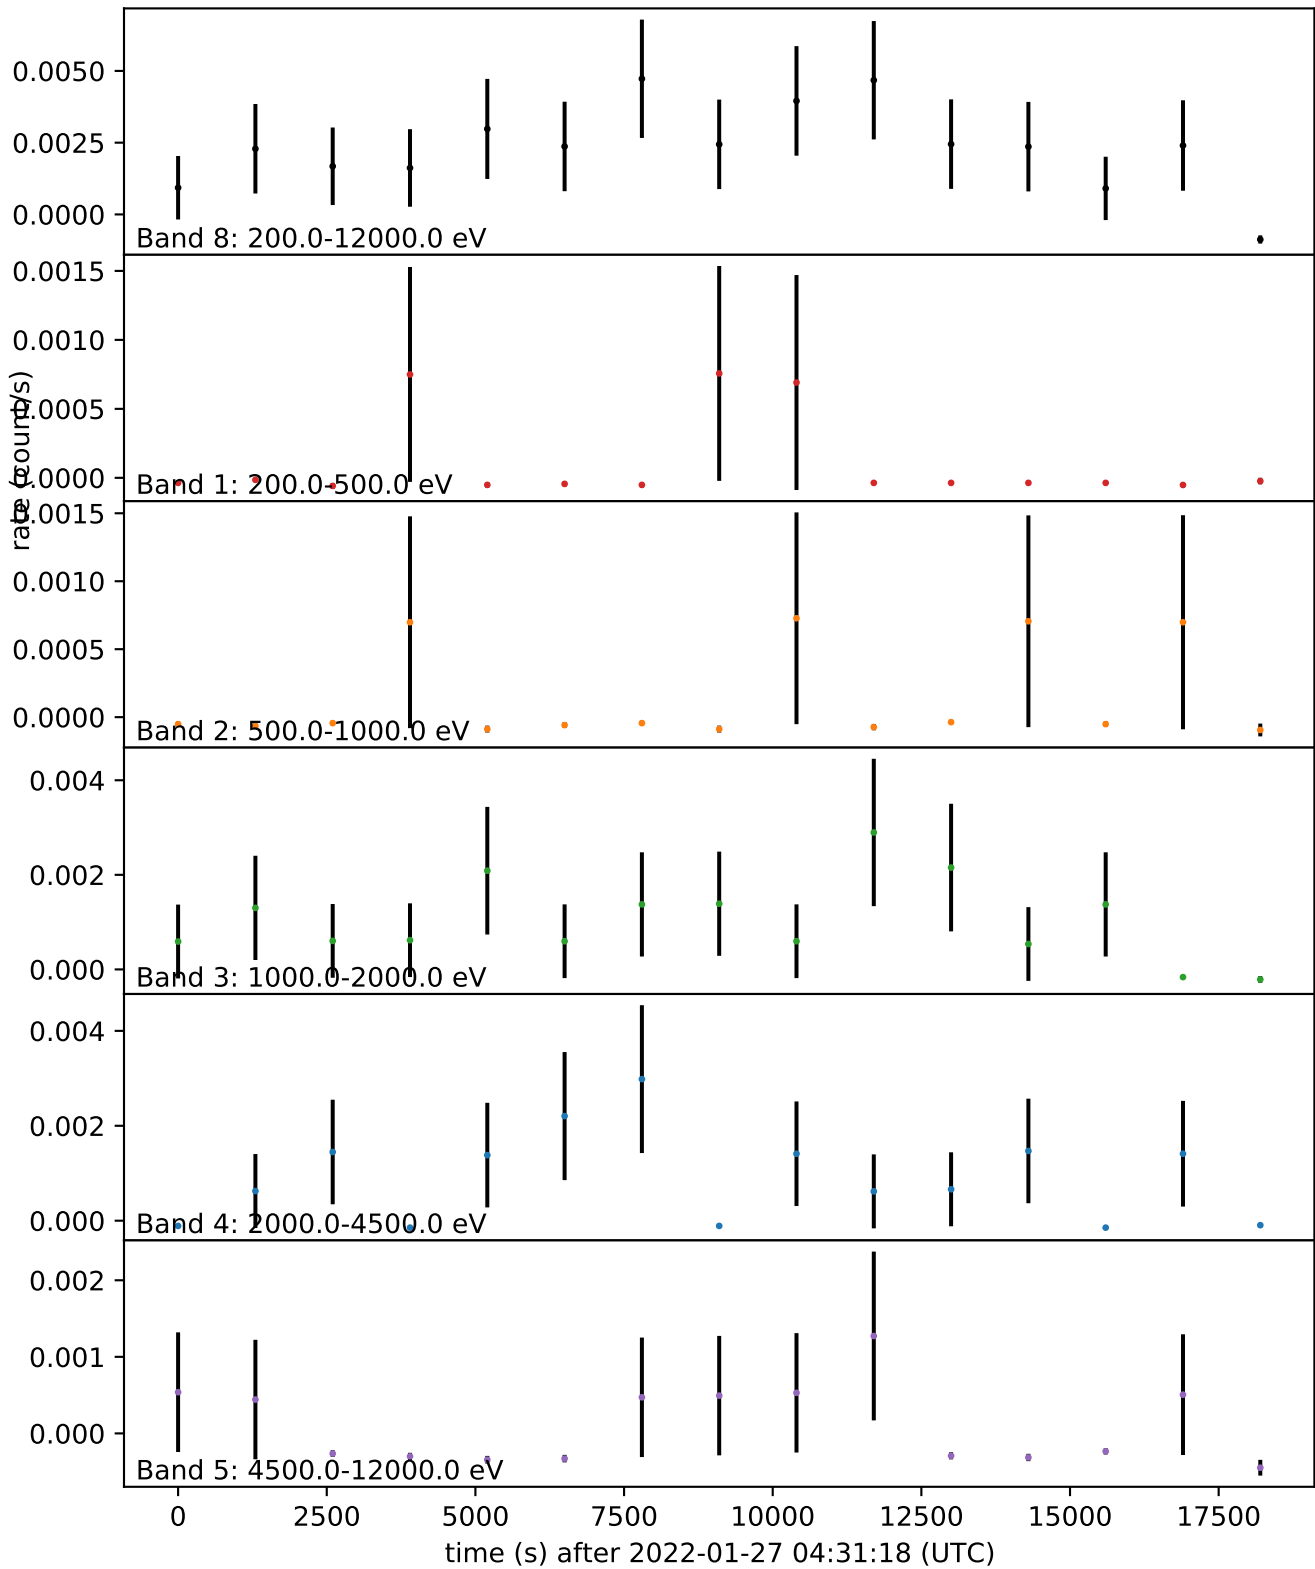 0.0050
0.0025
0.0000
Band 8: 200.0-12000.0 eV
0.0015
0.0010
0.0005
0.0000
Band 1: 200.0-500.0 eV
rate (count/s)
0.0015
0.0010
0.0005
0.0000
Band 2: 500.0-1000.0 eV
0.004
0.002
0.000
Band 3: 1000.0-2000.0 eV
0.004
0.002
0.000
Band 4: 2000.0-4500.0 eV
0.002
0.001
0.000
Band 5: 4500.0-12000.0 eV
0 2500 5000 7500 10000 12500 15000 17500
time (s) after 2022-01-27 04:31:18 (UTC)